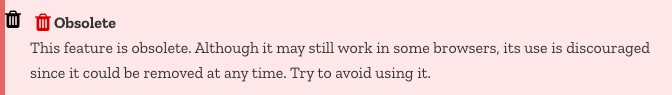 Obsolete
This feature is obsolete. Although it may still work in some browsers, its use is discouraged
since it could be removed at any time. Try to avoid using it.